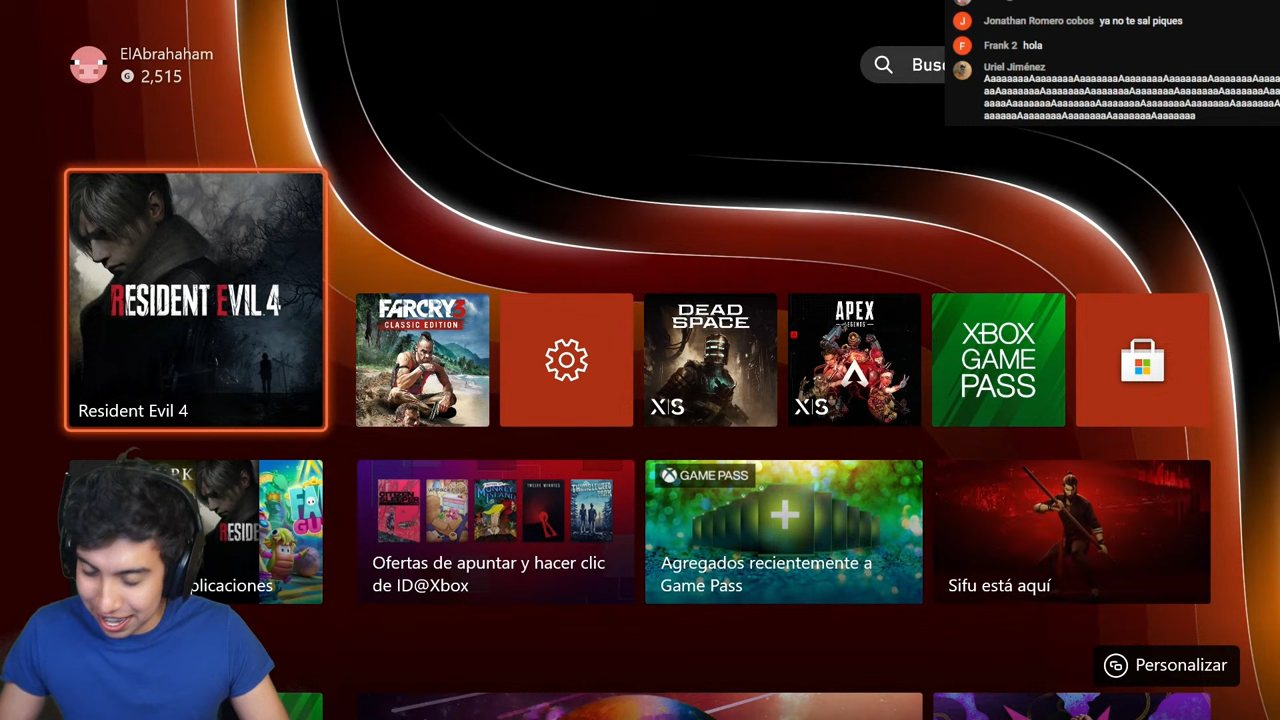 ElAbrahaham
G 2,515
Jonathan Romero cobos ya no te sal piques
Frank 2 hola
Uriel Jiménez
RESIDENT EVIL 4
Resident Evil 4
FARCRY 3
CLASSIC EDITION
DEAD
SPACE
X|S
APEX
LEGENDS
X|S
XBOX
GAME
PASS
plicaciones
Ofertas de apuntar y hacer clic
de ID@Xbox
GAME PASS
Agregados recientemente a
Game Pass
Sifu está aquí
Personalizar